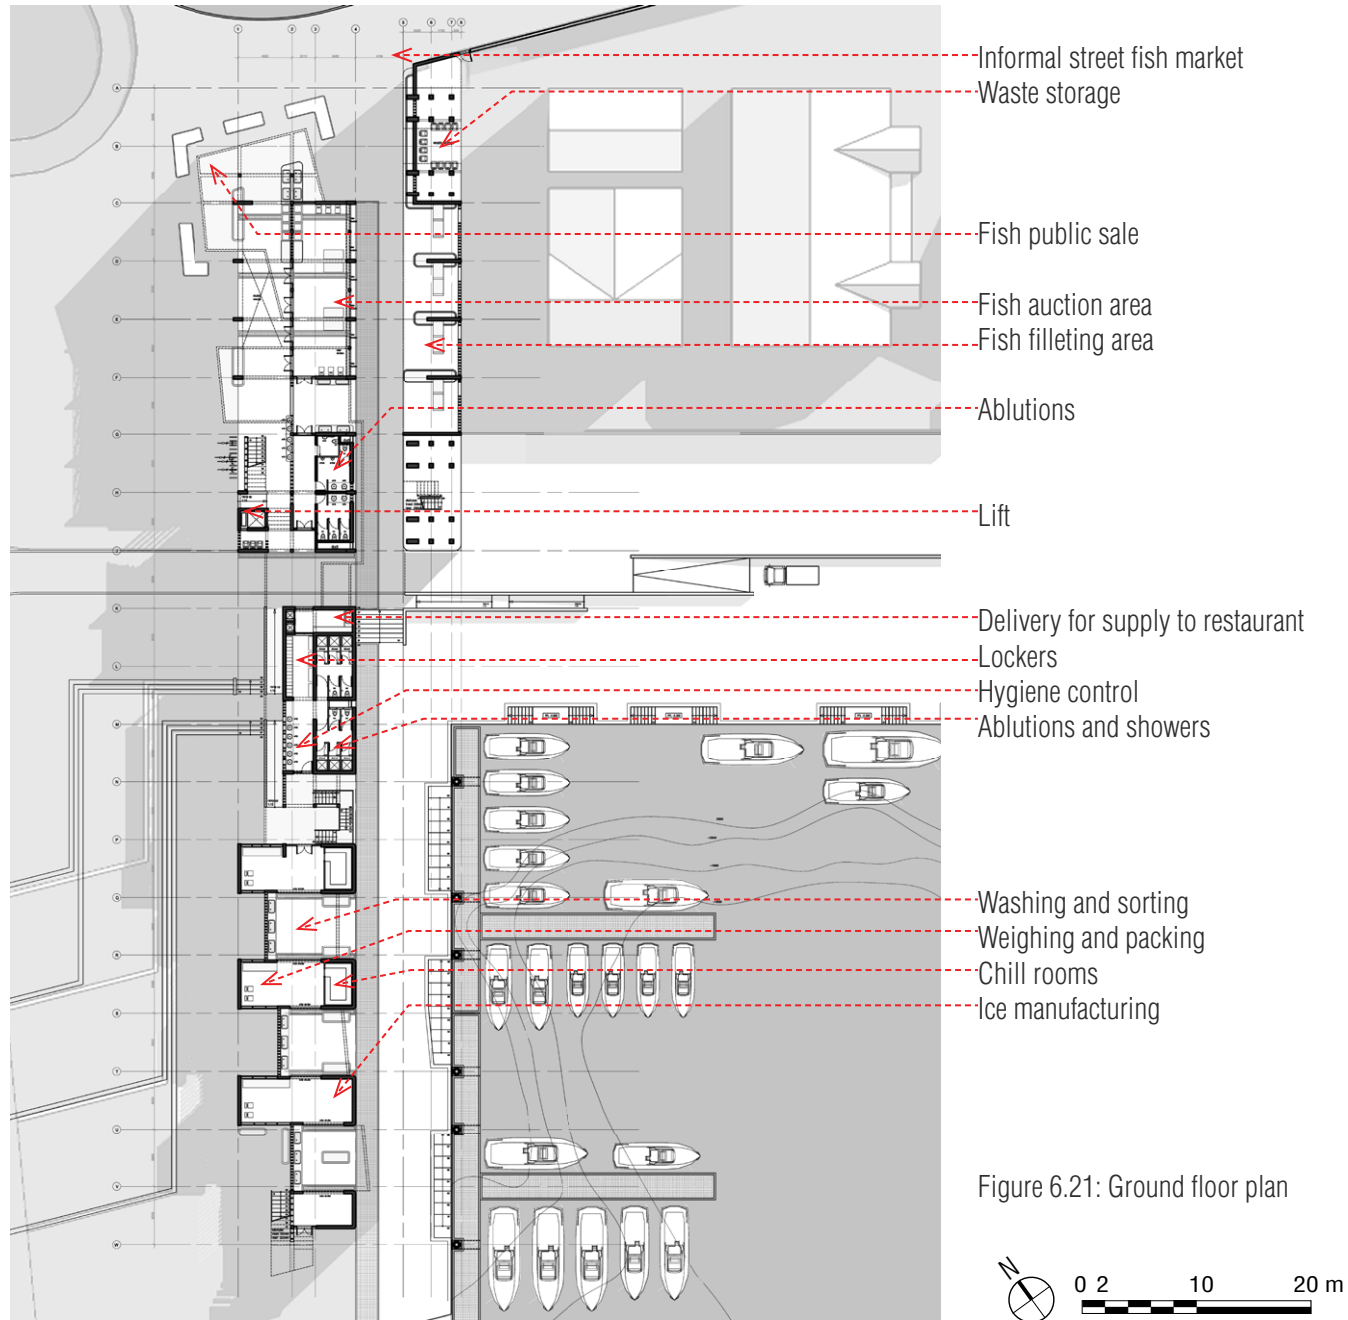 Informal street fish market
Waste storage
Fish public sale
Fish auction area
Fish filleting area
Ablutions
Lift
Delivery for supply to restaurant
Lockers
Hygiene control
Ablutions and showers
Washing and sorting
Weighing and packing
Chill rooms
Ice manufacturing
Figure 6.21: Ground floor plan
N
0 2 10 20 m